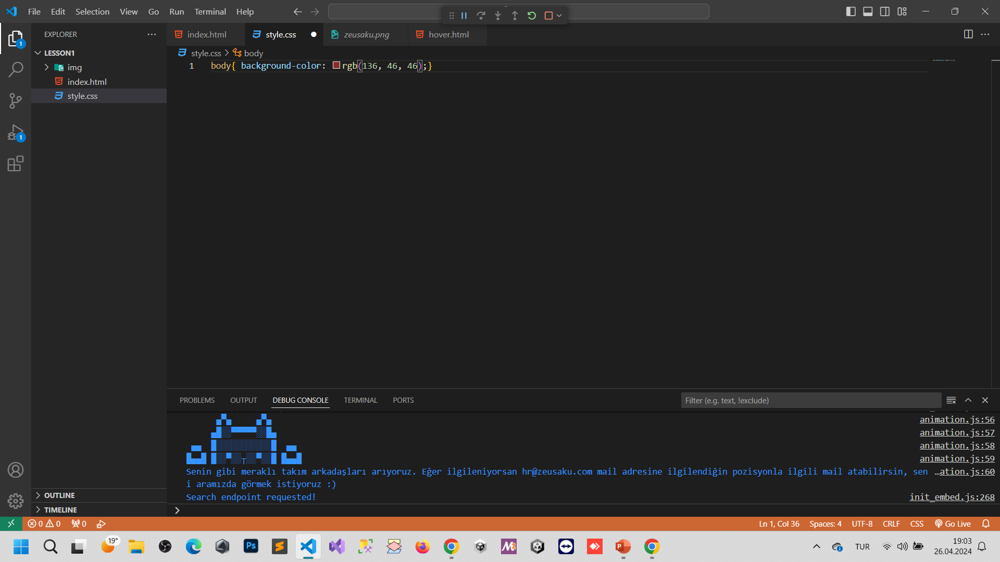 File Edit Selection View Go Run Terminal Help
EXPLORER
index.html
style.css
zeusaku.png
hover.html
LESSON1
img
index.html
style.css
style.css > body
1 body{ background-color: rgb(136, 46, 46);}
1
1
PROBLEMS OUTPUT DEBUG CONSOLE TERMINAL PORTS
Filter (e.g. text, !exclude)
animation.js:56
animation.js:57
animation.js:58
animation.js:59
Senin gibi meraklı takım arkadaşları arıyoruz. Eğer ilgileniyorsan hr@zeusaku.com mail adresine ilgilendiğin pozisyonla ilgili mail atabilirsin, sen …ation.js:60
i aramızda görmek istiyoruz :)
Search endpoint requested! init_embed.js:268
OUTLINE
TIMELINE
0 0 0 Ln 1, Col 36 Spaces: 4 UTF-8 CRLF CSS Go Live
19°
Ps
P
TUR
19:03
26.04.2024